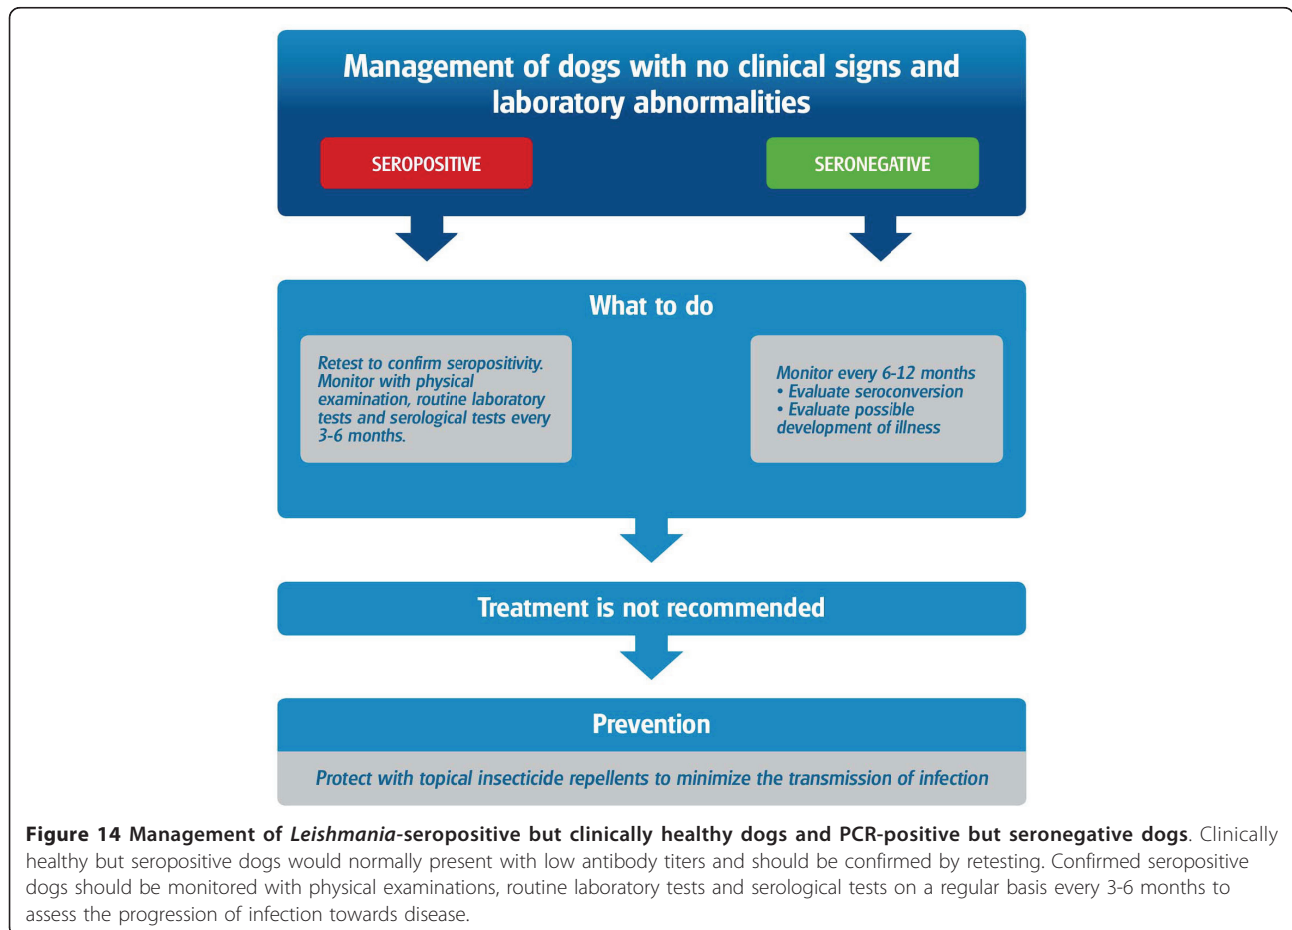 Management of dogs with no clinical signs and
laboratory abnormalities
SEROPOSITIVE
SERONEGATIVE
What to do
Retest to confirm seropositivity.
Monitor with physical
examination, routine laboratory
tests and serological tests every
3-6 months.
Monitor every 6-12 months
• Evaluate seroconversion
• Evaluate possible
development of illness
Treatment is not recommended
Prevention
Protect with topical insecticide repellents to minimize the transmission of infection
Figure 14 Management of Leishmania-seropositive but clinically healthy dogs and PCR-positive but seronegative dogs. Clinically
healthy but seropositive dogs would normally present with low antibody titers and should be confirmed by retesting. Confirmed seropositive
dogs should be monitored with physical examinations, routine laboratory tests and serological tests on a regular basis every 3-6 months to
assess the progression of infection towards disease.